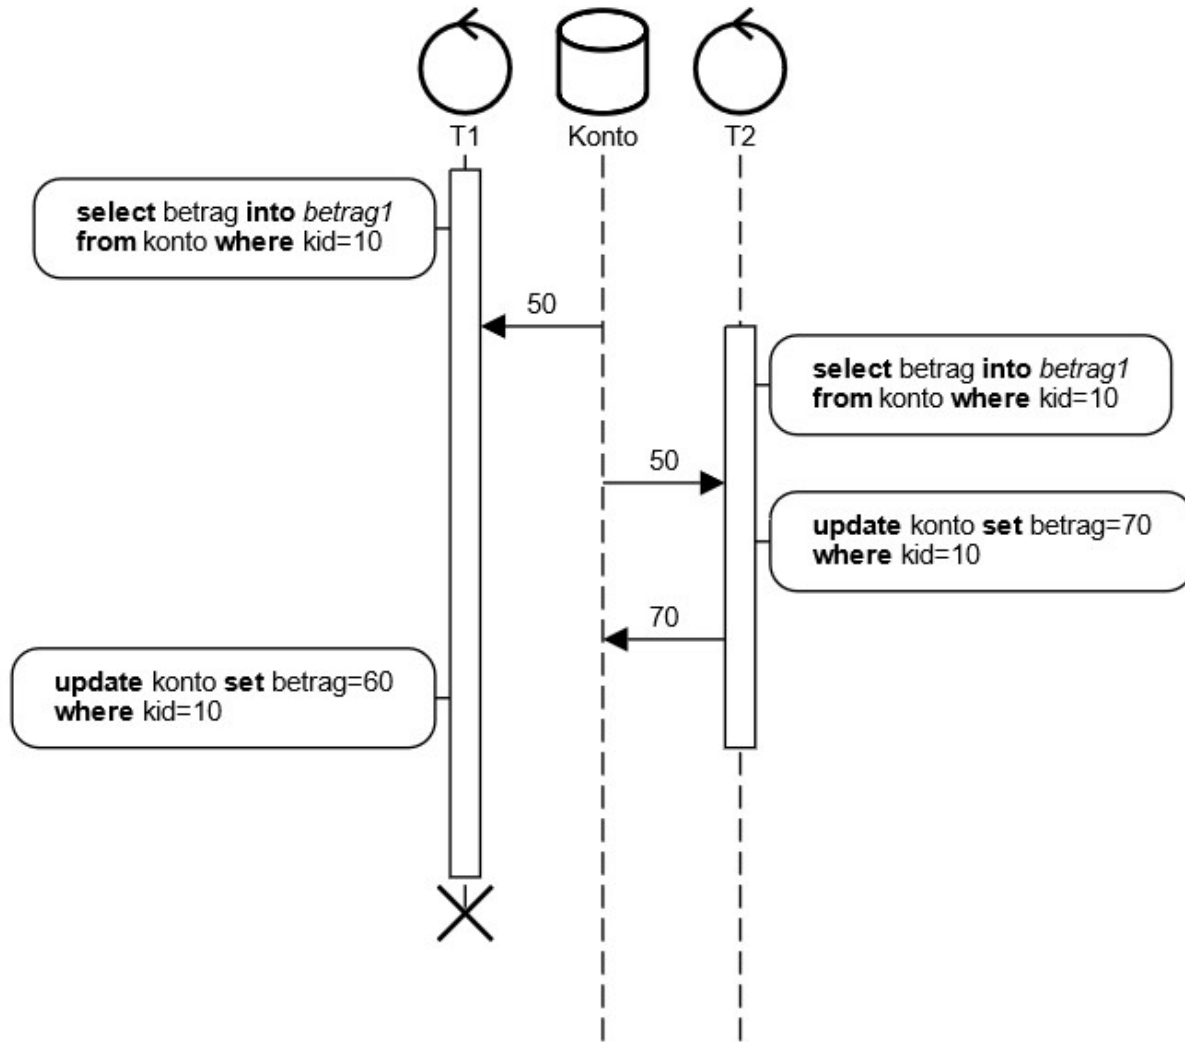 T1 Konto T2
select betrag into betrag1
from konto where kid=10
50
select betrag into betrag1
from konto where kid=10
50
update konto set betrag=70
where kid=10
70
update konto set betrag=60
where kid=10